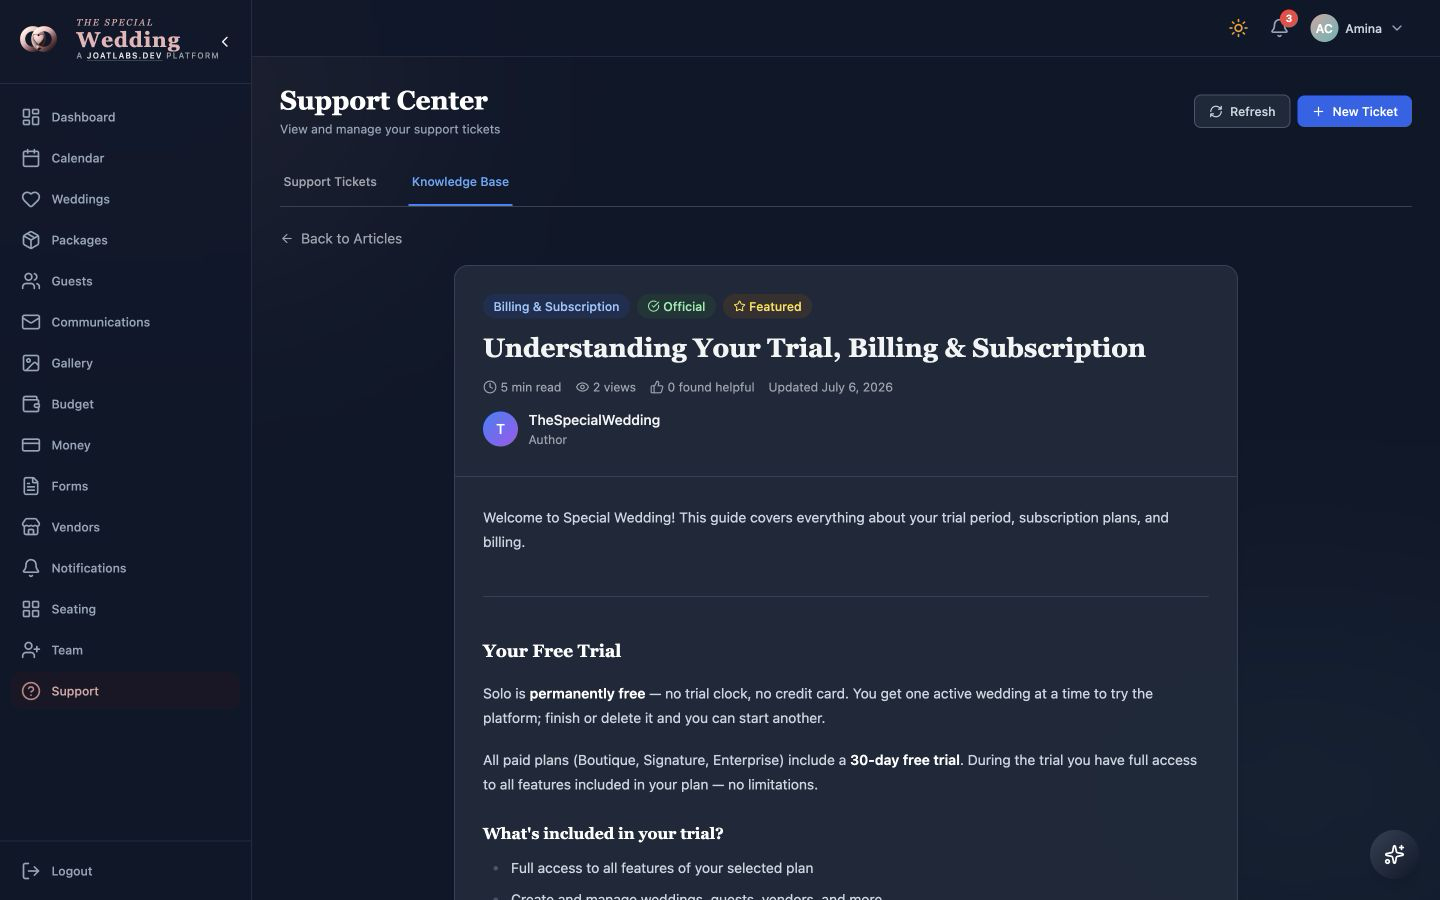 THE SPECIAL
Wedding
A JOATLABS.DEV PLATFORM
3
AC
Amina
Dashboard
Calendar
Weddings
Packages
Guests
Communications
Gallery
Budget
Money
Forms
Vendors
Notifications
Seating
Team
Support
Logout
Support Center
View and manage your support tickets
Refresh
New Ticket
Support Tickets
Knowledge Base
Back to Articles
Billing & Subscription
Official
Featured
Understanding Your Trial, Billing & Subscription
5 min read
2 views
0 found helpful
Updated July 6, 2026
T
TheSpecialWedding
Author
Welcome to Special Wedding! This guide covers everything about your trial period, subscription plans, and
billing.
Your Free Trial
Solo is permanently free — no trial clock, no credit card. You get one active wedding at a time to try the
platform; finish or delete it and you can start another.
All paid plans (Boutique, Signature, Enterprise) include a 30-day free trial. During the trial you have full access
to all features included in your plan — no limitations.
What's included in your trial?
Full access to all features of your selected plan
Create and manage weddings, guests, vendors, and more